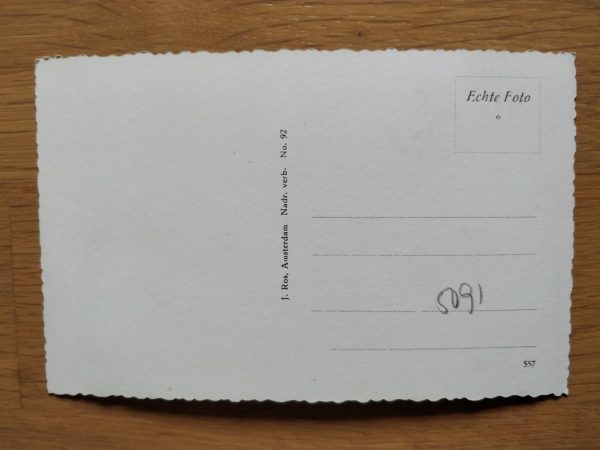 Echte Foto
J. Ros, Amsterdam Nadr. verb. No. 92
5091
557